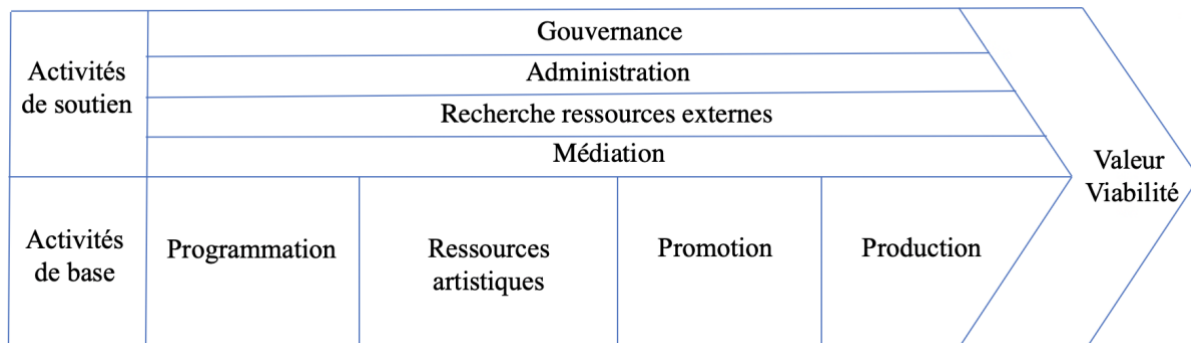 Activités
de soutien
Gouvernance
Administration
Recherche ressources externes
Médiation
Valeur
Viabilité
Activités
de base
Programmation
Ressources
artistiques
Promotion
Production